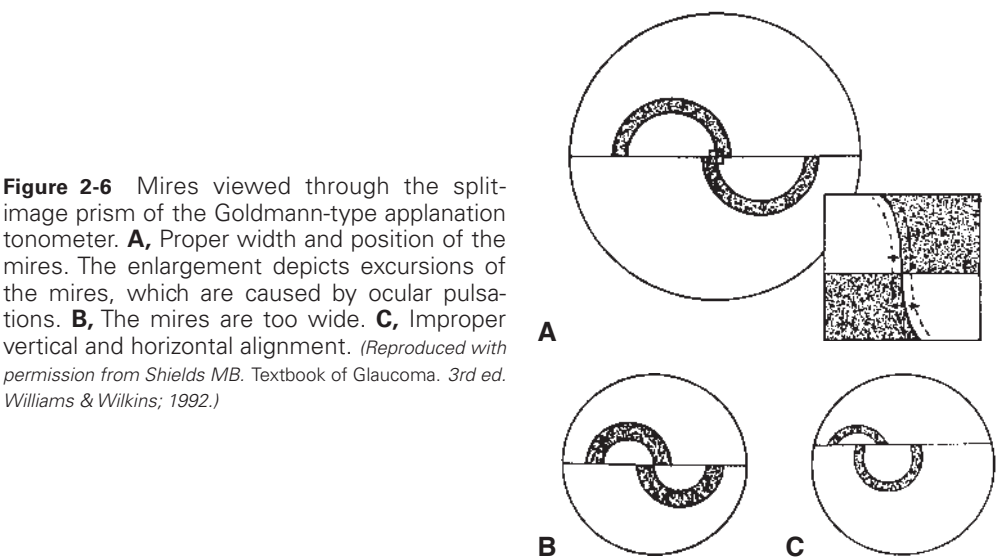 Figure 2-6 Mires viewed through the split-
image prism of the Goldmann-type applanation
tonometer. A, Proper width and position of the
mires. The enlargement depicts excursions of
the mires, which are caused by ocular pulsa-
tions. B, The mires are too wide. C, Improper
vertical and horizontal alignment. (Reproduced with
permission from Shields MB. Textbook of Glaucoma. 3rd ed.
Williams & Wilkins; 1992.)
A
B
C